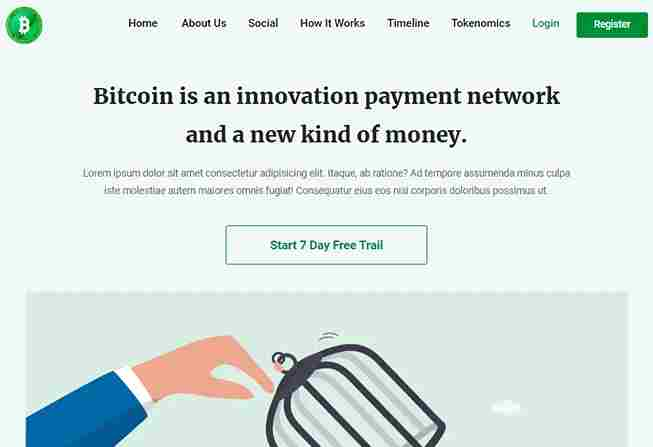 Home About Us Social How It Works Timeline Tokenomics Login Register
Bitcoin is an innovation payment network
and a new kind of money.
Lorem ipsum dolor sit amet consectetur adipisicing elit. Itaque, ab ratione? Ad tempore assumenda minus culpa
iste molestiae autem maiores omnis fugiat! Consequatur eius eos nisi corporis doloribus possimus ut.
Start 7 Day Free Trail